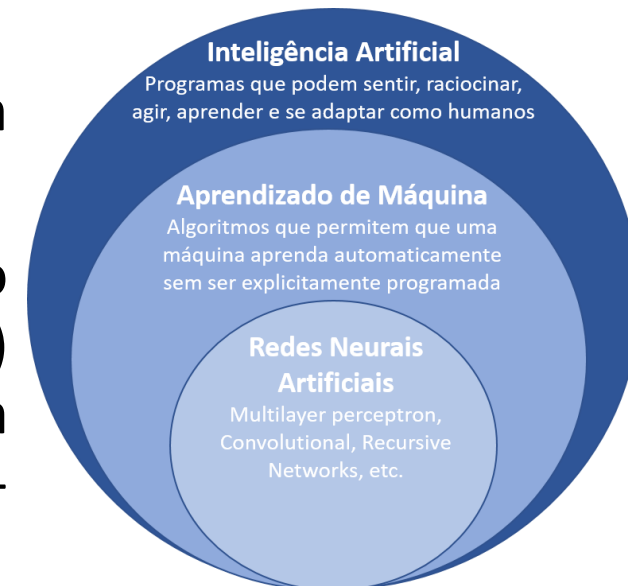 Inteligência Artificial
Programas que podem sentir, raciocinar,
agir, aprender e se adaptar como humanos
Aprendizado de Máquina
Algoritmos que permitem que uma
máquina aprenda automaticamente
sem ser explicitamente programada
Redes Neurais
Artificiais
Multilayer perceptron,
Convolutional, Recursive
Networks, etc.